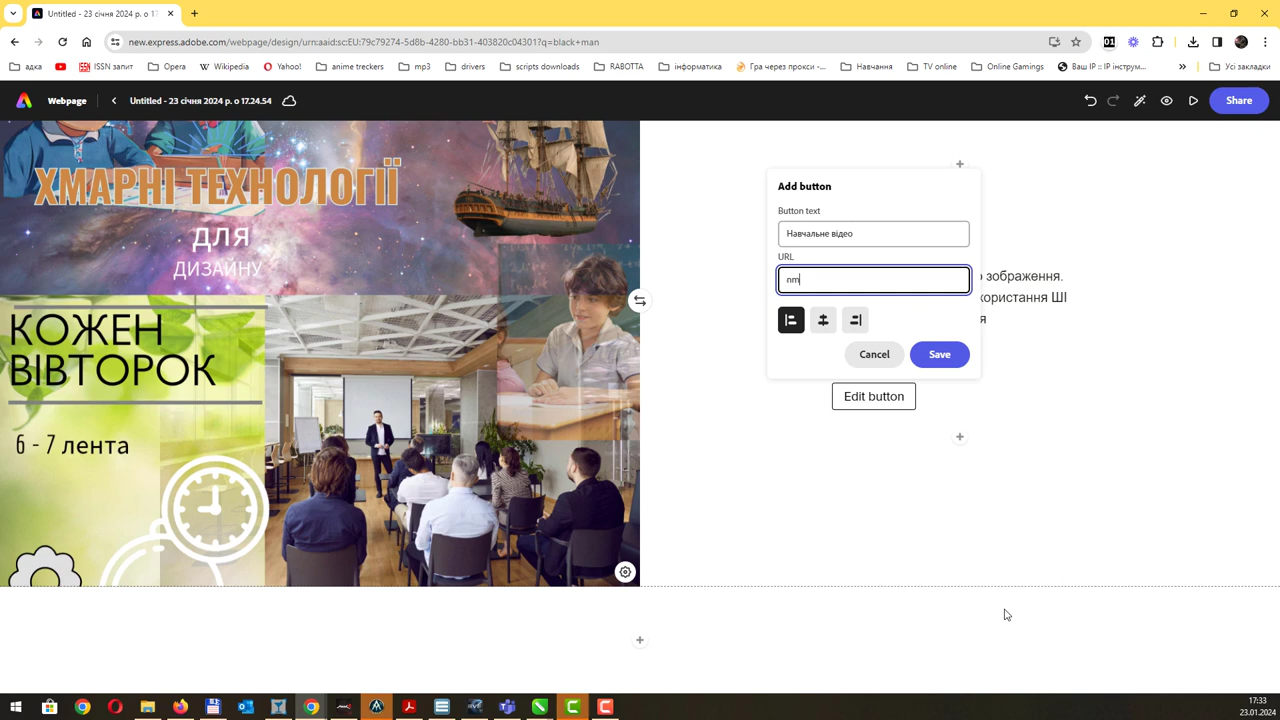 Untitled - 23 січня 2024 р. о 17
new.express.adobe.com/webpage/design/urn:aaid:sc:EU:79c79274-5d8b-4280-bb31-403820c04301?q=black+man
адка
ISSN запит
Opera
Wikipedia
Yahoo!
anime treckers
mp3
drivers
scripts downloads
RABOTTA
інформатика
Гра через прокси -...
Навчання
TV online
Online Gamings
Ваш IP :: IP інструм...
»
Усі закладки
Webpage
Untitled - 23 січня 2024 р. о 17.24.54
Share
ХМАРНІ ТЕХНОЛОГІЇ
для
ДИЗАЙНУ
КОЖЕН
ВІВТОРОК
6 - 7 лента
Add button
Button text
Навчальне відео
URL
nm
Cancel
Save
зображення.
користання ШІ
я
Edit button
17:33
23.01.2024